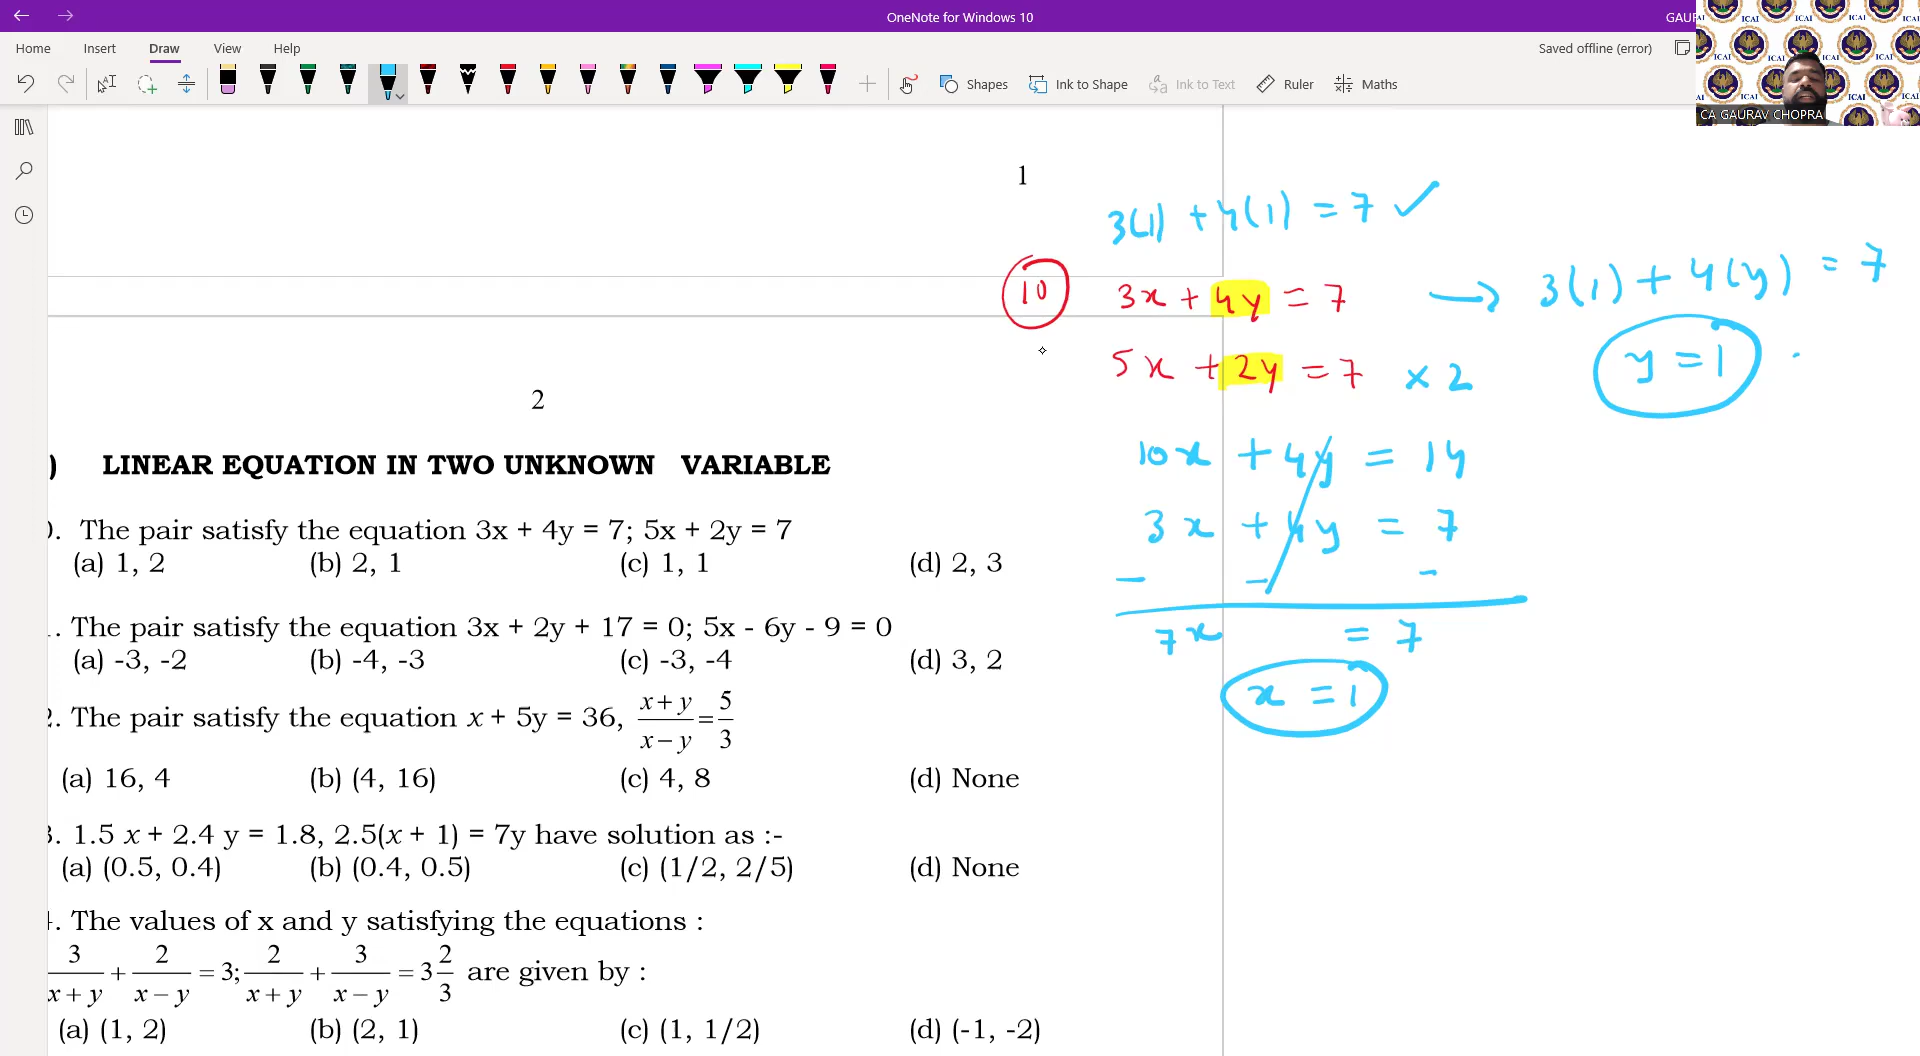 OneNote for Windows 10
GAUR
Home Insert Draw View Help
Saved offline (error)
Shapes Ink to Shape Ink to Text Ruler Maths
ICAI
CA GAURAV CHOPRA
1
3(1) + 4(1) = 7 ✓
10 3x + 4y = 7 → 3(1) + 4(y) = 7
y = 1
5x + 2y = 7 × 2
10x + 4y = 14
3x + 4y = 7
- - -
7x = 7
x = 1
2
) LINEAR EQUATION IN TWO UNKNOWN VARIABLE
. The pair satisfy the equation 3x + 4y = 7; 5x + 2y = 7
(a) 1, 2 (b) 2, 1 (c) 1, 1 (d) 2, 3
. The pair satisfy the equation 3x + 2y + 17 = 0; 5x - 6y - 9 = 0
(a) -3, -2 (b) -4, -3 (c) -3, -4 (d) 3, 2
2. The pair satisfy the equation x + 5y = 36, (x + y)/(x − y) = 5/3
(a) 16, 4 (b) (4, 16) (c) 4, 8 (d) None
3. 1.5 x + 2.4 y = 1.8, 2.5(x + 1) = 7y have solution as :-
(a) (0.5, 0.4) (b) (0.4, 0.5) (c) (1/2, 2/5) (d) None
. The values of x and y satisfying the equations :
3/(x + y) + 2/(x − y) = 3; 2/(x + y) + 3/(x − y) = 3 2/3 are given by :
(a) (1, 2) (b) (2, 1) (c) (1, 1/2) (d) (-1, -2)